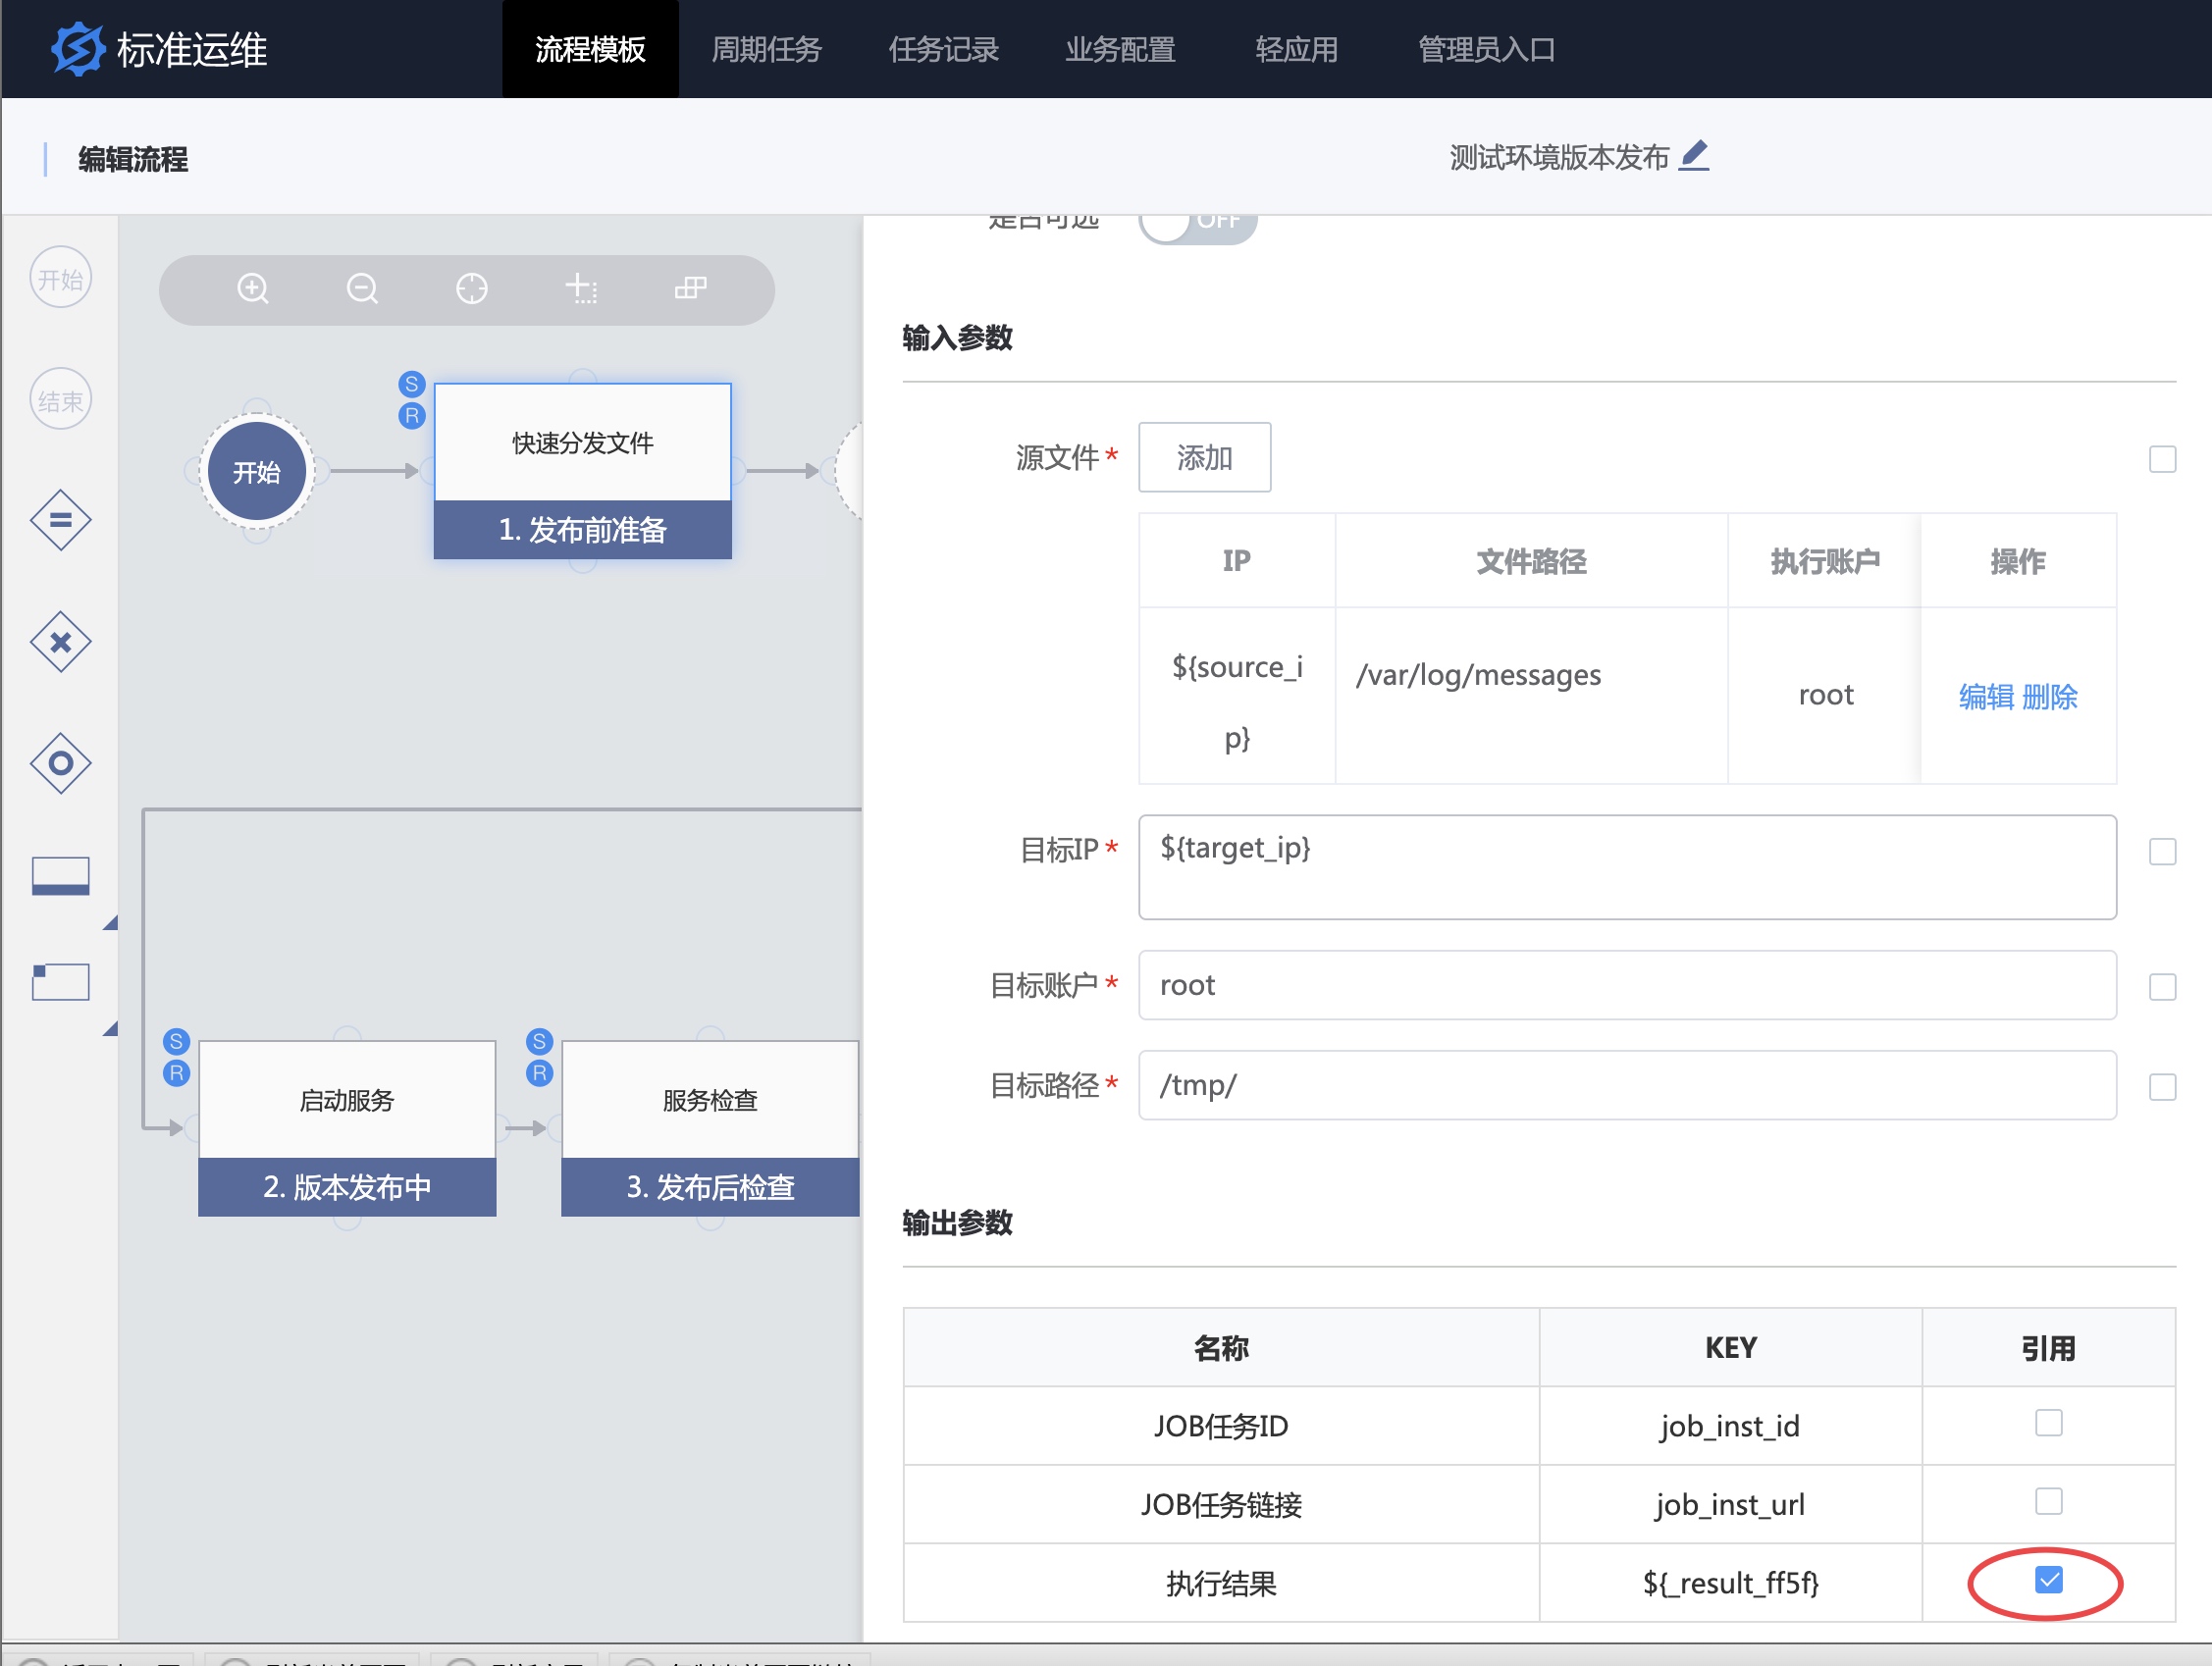 标准运维
流程模板 周期任务 任务记录 业务配置 轻应用 管理员入口
编辑流程
测试环境版本发布
开始
结束
S
R
开始
快速分发文件
1. 发布前准备
S
R
启动服务
2. 版本发布中
S
R
服务检查
3. 发布后检查
是否可选 OFF
输入参数
源文件* 添加
IP 文件路径 执行账户 操作
${source_i
p}
/var/log/messages
root
编辑 删除
目标IP* ${target_ip}
目标账户* root
目标路径* /tmp/
输出参数
名称 KEY 引用
JOB任务ID job_inst_id
JOB任务链接 job_inst_url
执行结果 ${_result_ff5f}